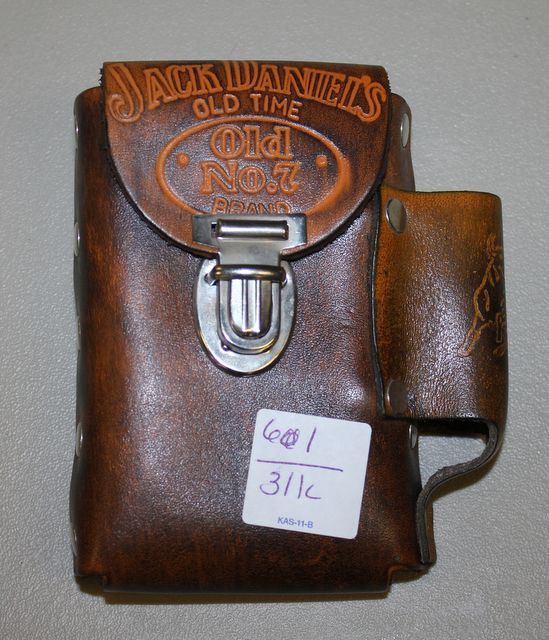 JACK DANIEL'S
OLD TIME
Old
No.7
BRAND
601
311c
KAS-11-B